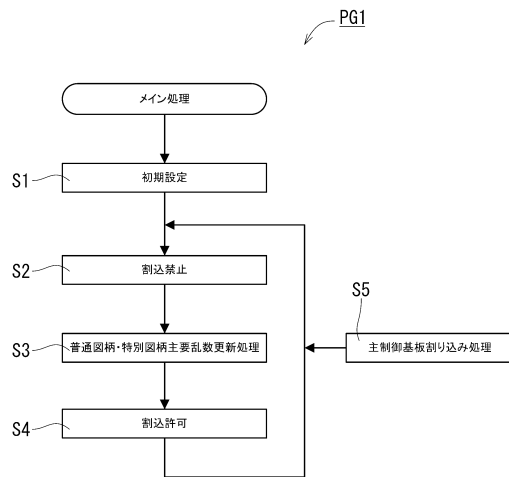 PG1
メイン処理
S1
初期設定
S2
割込禁止
S5
S3
普通図柄・特別図柄主要乱数更新処理
主制御基板割り込み処理
S4
割込許可